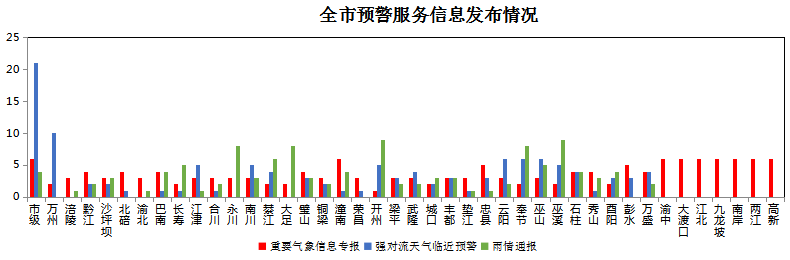 全市预警服务信息发布情况
25
20
15
10
5
0
市级 万州 涪陵 黔江 沙坪坝 北碚 渝北 巴南 长寿 江津 合川 永川 南川 綦江 大足 璧山 铜梁 潼南 荣昌 开州 梁平 武隆 城口 丰都 垫江 忠县 云阳 奉节 巫山 巫溪 石柱 秀山 酉阳 彭水 万盛 渝中 大渡口 江北 九龙坡 南岸 两江 高新
重要气象信息专报 强对流天气临近预警 雨情通报